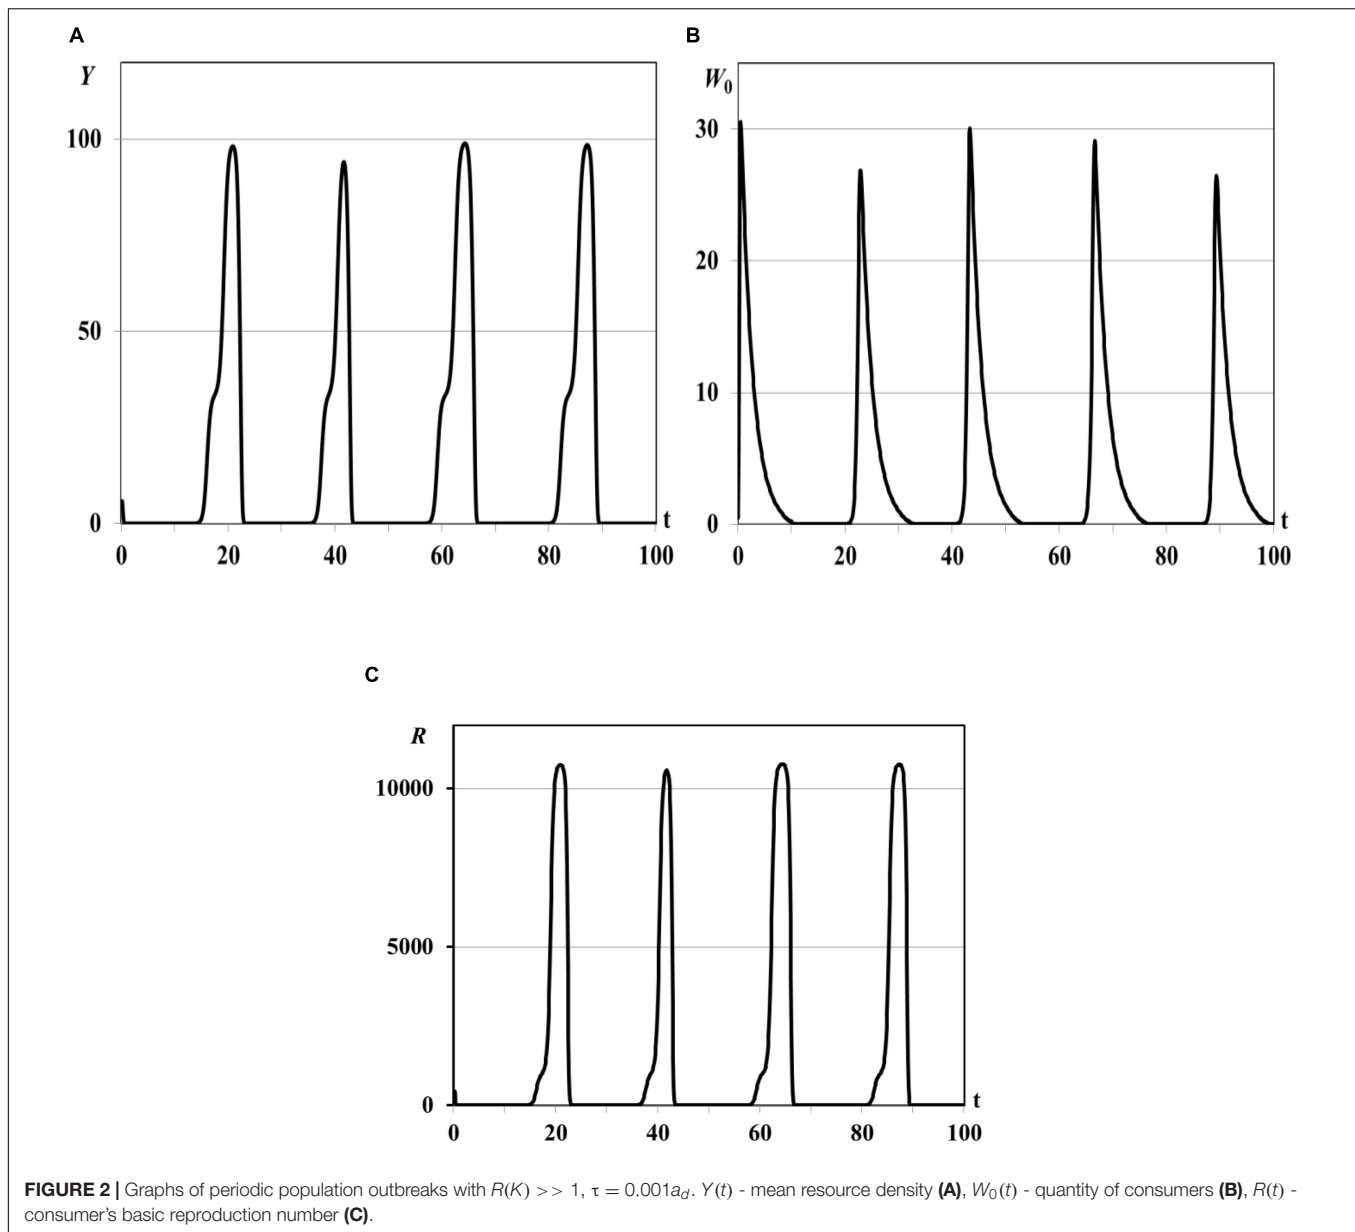 A
Y
100
50
0
0 20 40 60 80 100
t
B
W₀
30
20
10
0
0 20 40 60 80 100
t
C
R
10000
5000
0
0 20 40 60 80 100
t
FIGURE 2 | Graphs of periodic population outbreaks with R(K) >> 1, τ = 0.001a_d. Y(t) - mean resource density (A), W₀(t) - quantity of consumers (B), R(t) -
consumer's basic reproduction number (C).